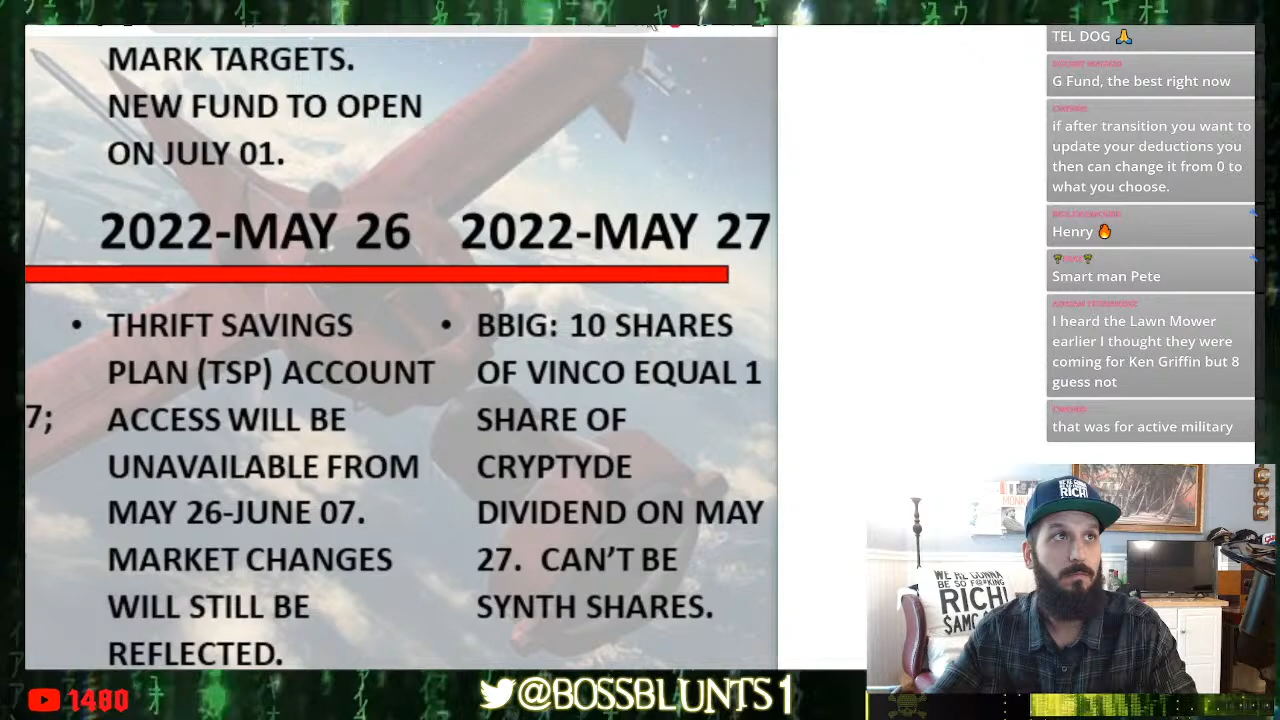 MARK TARGETS.
NEW FUND TO OPEN
ON JULY 01.
2022-MAY 26
2022-MAY 27
7;
• THRIFT SAVINGS
PLAN (TSP) ACCOUNT
ACCESS WILL BE
UNAVAILABLE FROM
MAY 26-JUNE 07.
MARKET CHANGES
WILL STILL BE
REFLECTED.
• BBIG: 10 SHARES
OF VINCO EQUAL 1
SHARE OF
CRYPTYDE
DIVIDEND ON MAY
27. CAN'T BE
SYNTH SHARES.
TEL DOG 🙏
G Fund, the best right now
if after transition you want to
update your deductions you
then can change it from 0 to
what you choose.
Henry 🔥
Smart man Pete
I heard the Lawn Mower
earlier I thought they were
coming for Ken Griffin but 8
guess not
that was for active military
RICH!
WE'RE GONNA
BE SO F@#KING
RICH!
$AMC
1480
@BOSSBLUNTS1